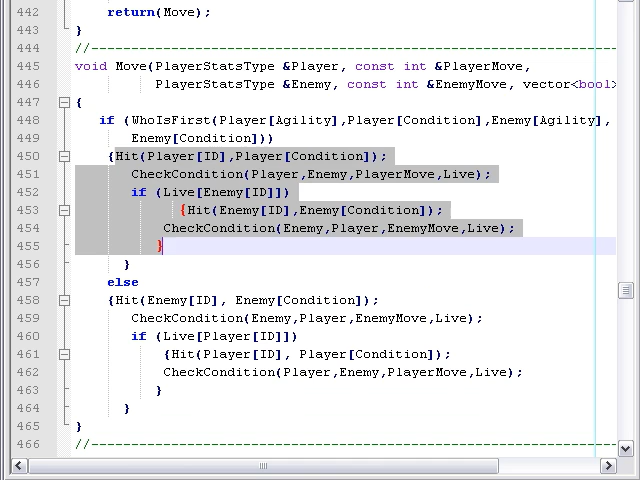 442 return(Move);
443 }
444 //------------------------------------------------------------------
445 void Move(PlayerStatsType &Player, const int &PlayerMove,
446 PlayerStatsType &Enemy, const int &EnemyMove, vector<bool>
447 {
448 if (WhoIsFirst(Player[Agility],Player[Condition],Enemy[Agility],
449 Enemy[Condition]))
450 {Hit(Player[ID],Player[Condition]);
451 CheckCondition(Player,Enemy,PlayerMove,Live);
452 if (Live[Enemy[ID]])
453 {Hit(Enemy[ID],Enemy[Condition]);
454 CheckCondition(Enemy,Player,EnemyMove,Live);
455 }
456 }
457 else
458 {Hit(Enemy[ID], Enemy[Condition]);
459 CheckCondition(Enemy,Player,EnemyMove,Live);
460 if (Live[Player[ID]])
461 {Hit(Player[ID], Player[Condition]);
462 CheckCondition(Player,Enemy,PlayerMove,Live);
463 }
464 }
465 }
466 //------------------------------------------------------------------